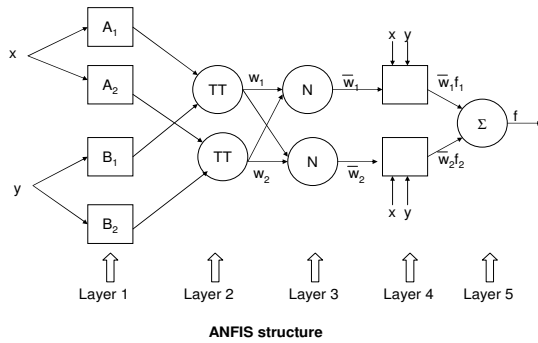 x y
A1
x
A2
TT
w1
N
w̅1
w̅1f1
Σ
f
B1
TT
w2
N
w̅2
w̅2f2
y
B2
x y
Layer 1 Layer 2 Layer 3 Layer 4 Layer 5
ANFIS structure